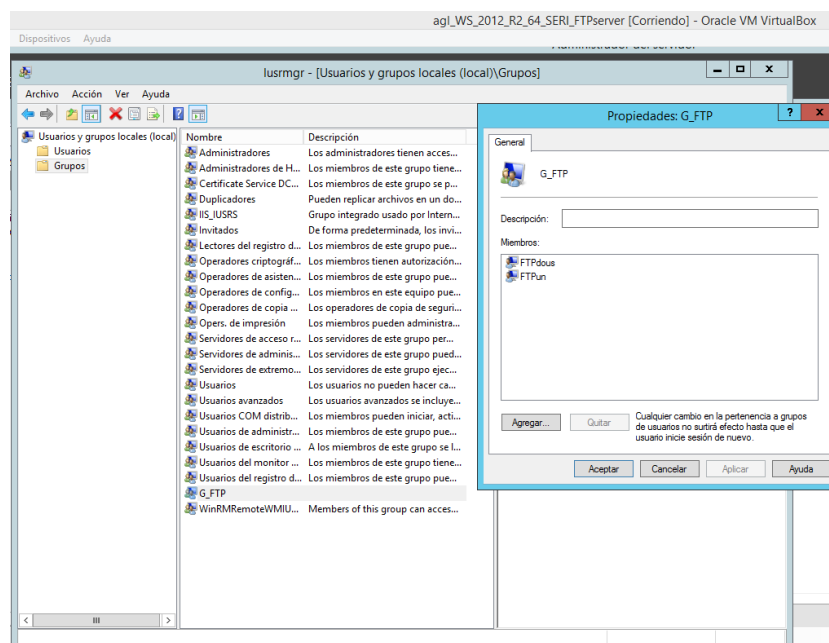 agl_WS_2012_R2_64_SERI_FTPserver [Corriendo] - Oracle VM VirtualBox
Dispositivos Ayuda
Administrador del servidor
lusrmgr - [Usuarios y grupos locales (local)\Grupos]
Archivo Acción Ver Ayuda
Usuarios y grupos locales (local)
Usuarios
Grupos
Nombre Descripción
Administradores Los administradores tienen acces...
Administradores de H... Los miembros de este grupo tiene...
Certificate Service DC... Los miembros de este grupo se p...
Duplicadores Pueden replicar archivos en un do...
IIS_IUSRS Grupo integrado usado por Intern...
Invitados De forma predeterminada, los invi...
Lectores del registro d... Los miembros de este grupo pue...
Operadores criptográf... Los miembros tienen autorización...
Operadores de asisten... Los miembros de este grupo pue...
Operadores de config... Los miembros en este equipo pue...
Operadores de copia ... Los operadores de copia de seguri...
Opers. de impresión Los miembros pueden administra...
Servidores de acceso r... Los servidores de este grupo per...
Servidores de adminis... Los servidores de este grupo pued...
Servidores de extremo... Los servidores de este grupo ejec...
Usuarios Los usuarios no pueden hacer ca...
Usuarios avanzados Los usuarios avanzados se incluye...
Usuarios COM distrib... Los miembros pueden iniciar, acti...
Usuarios de administr... Los miembros de este grupo pue...
Usuarios de escritorio ... A los miembros de este grupo se l...
Usuarios del monitor ... Los miembros de este grupo tiene...
Usuarios del registro d... Los miembros de este grupo pue...
G_FTP
WinRMRemoteWMIU... Members of this group can acces...
Propiedades: G_FTP
General
G_FTP
Descripción:
Miembros:
FTPdous
FTPun
Agregar... Quitar
Cualquier cambio en la pertenencia a grupos
de usuarios no surtirá efecto hasta que el
usuario inicie sesión de nuevo.
Aceptar Cancelar Aplicar Ayuda